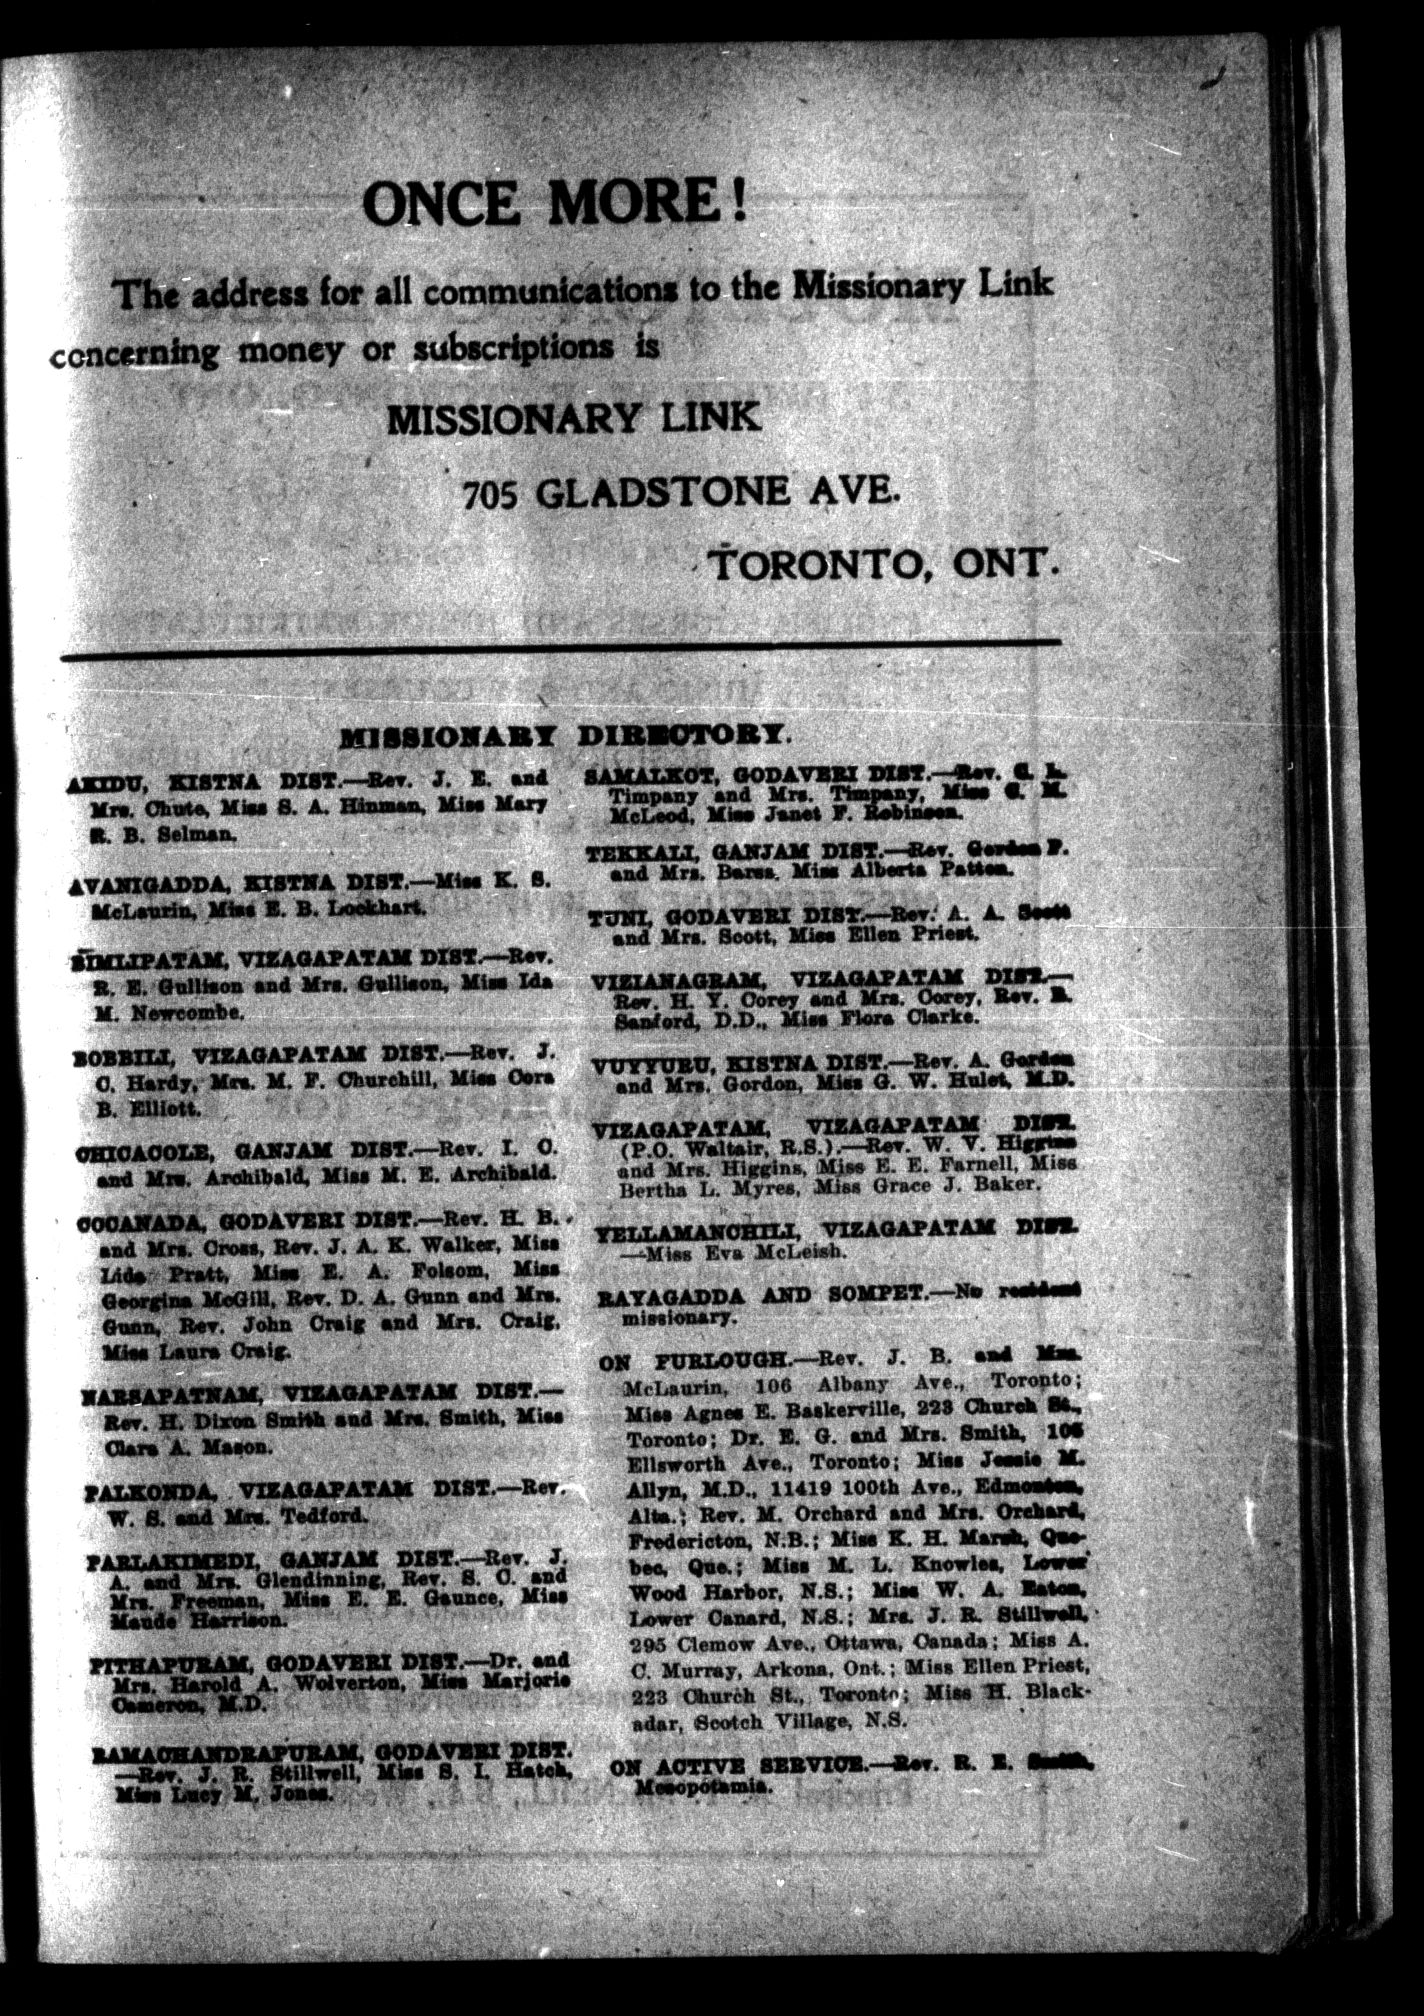 ONCE MORE!
The address for all communications to the Missionary Link
concerning money or subscriptions is
MISSIONARY LINK
705 GLADSTONE AVE.
TORONTO, ONT.
MISSIONARY DIRECTORY.
AKIDU, KISTNA DIST.—Rev. J. E. and
Mrs. Chute, Miss S. A. Hinman, Miss Mary
R. B. Selman.
AVANIGADDA, KISTNA DIST.—Miss K. S.
McLaurin, Miss E. B. Lockhart.
BIMLIPATAM, VIZAGAPATAM DIST.—Rev.
R. E. Gullison and Mrs. Gullison, Miss Ida
M. Newcombe.
BOBBILI, VIZAGAPATAM DIST.—Rev. J.
C. Hardy, Mrs. M. F. Churchill, Miss Cora
B. Elliott.
CHICACOLE, GANJAM DIST.—Rev. I. C.
and Mrs. Archibald, Miss M. E. Archibald.
COCANADA, GODAVERI DIST.—Rev. H. B.
and Mrs. Cross, Rev. J. A. K. Walker, Miss
Lida Pratt, Miss E. A. Folsom, Miss
Georgina McGill, Rev. D. A. Gunn and Mrs.
Gunn, Rev. John Craig and Mrs. Craig,
Miss Laura Craig.
NARSAPATNAM, VIZAGAPATAM DIST.—
Rev. H. Dixon Smith and Mrs. Smith, Miss
Clara A. Mason.
PALKONDA, VIZAGAPATAM DIST.—Rev.
W. S. and Mrs. Tedford.
PARLAKIMEDI, GANJAM DIST.—Rev. J.
A. and Mrs. Glendinning, Rev. S. C. and
Mrs. Freeman, Miss E. E. Gaunce, Miss
Maude Harrison.
PITHAPURAM, GODAVERI DIST.—Dr. and
Mrs. Harold A. Wolverton, Miss Marjorie
Cameron, M.D.
RAMACHANDRAPURAM, GODAVERI DIST.
—Rev. J. R. Stillwell, Miss S. I. Hatch,
Miss Lucy M. Jones.
SAMALKOT, GODAVERI DIST.—Rev. C. L.
Timpany and Mrs. Timpany, Miss C. M.
McLeod, Miss Janet F. Robinson.
TEKKALI, GANJAM DIST.—Rev. Gordon P.
and Mrs. Barss, Miss Alberta Patton.
TUNI, GODAVERI DIST.—Rev. A. A. Scott
and Mrs. Scott, Miss Ellen Priest.
VIZIANAGRAM, VIZAGAPATAM DIST.—
Rev. H. Y. Corey and Mrs. Corey, Rev. R.
Sanford, D.D., Miss Flora Clarke.
VUYYURU, KISTNA DIST.—Rev. A. Gordon
and Mrs. Gordon, Miss G. W. Hulet, M.D.
VIZAGAPATAM, VIZAGAPATAM DIST.
(P.O. Waltair, R.S.).—Rev. W. V. Higgins
and Mrs. Higgins, Miss E. E. Farnell, Miss
Bertha L. Myres, Miss Grace J. Baker.
YELLAMANCHILI, VIZAGAPATAM DIST.
—Miss Eva McLeish.
RAYAGADDA AND SOMPET.—No resident
missionary.
ON FURLOUGH.—Rev. J. B. and Mrs.
McLaurin, 106 Albany Ave., Toronto;
Miss Agnes E. Baskerville, 223 Church St.,
Toronto; Dr. E. G. and Mrs. Smith, 105
Ellsworth Ave., Toronto; Miss Jessie M.
Allyn, M.D., 11419 100th Ave., Edmonton,
Alta.; Rev. M. Orchard and Mrs. Orchard,
Fredericton, N.B.; Miss K. H. Marsh, Que-
bec, Que.; Miss M. L. Knowles, Lower
Wood Harbor, N.S.; Miss W. A. Eaton,
Lower Canard, N.S.; Mrs. J. R. Stillwell,
295 Clemow Ave., Ottawa, Canada; Miss A.
C. Murray, Arkona, Ont.; Miss Ellen Priest,
223 Church St., Toronto; Miss H. Black-
adar, Scotch Village, N.S.
ON ACTIVE SERVICE.—Rev. R. E. Smith,
Mesopotamia.